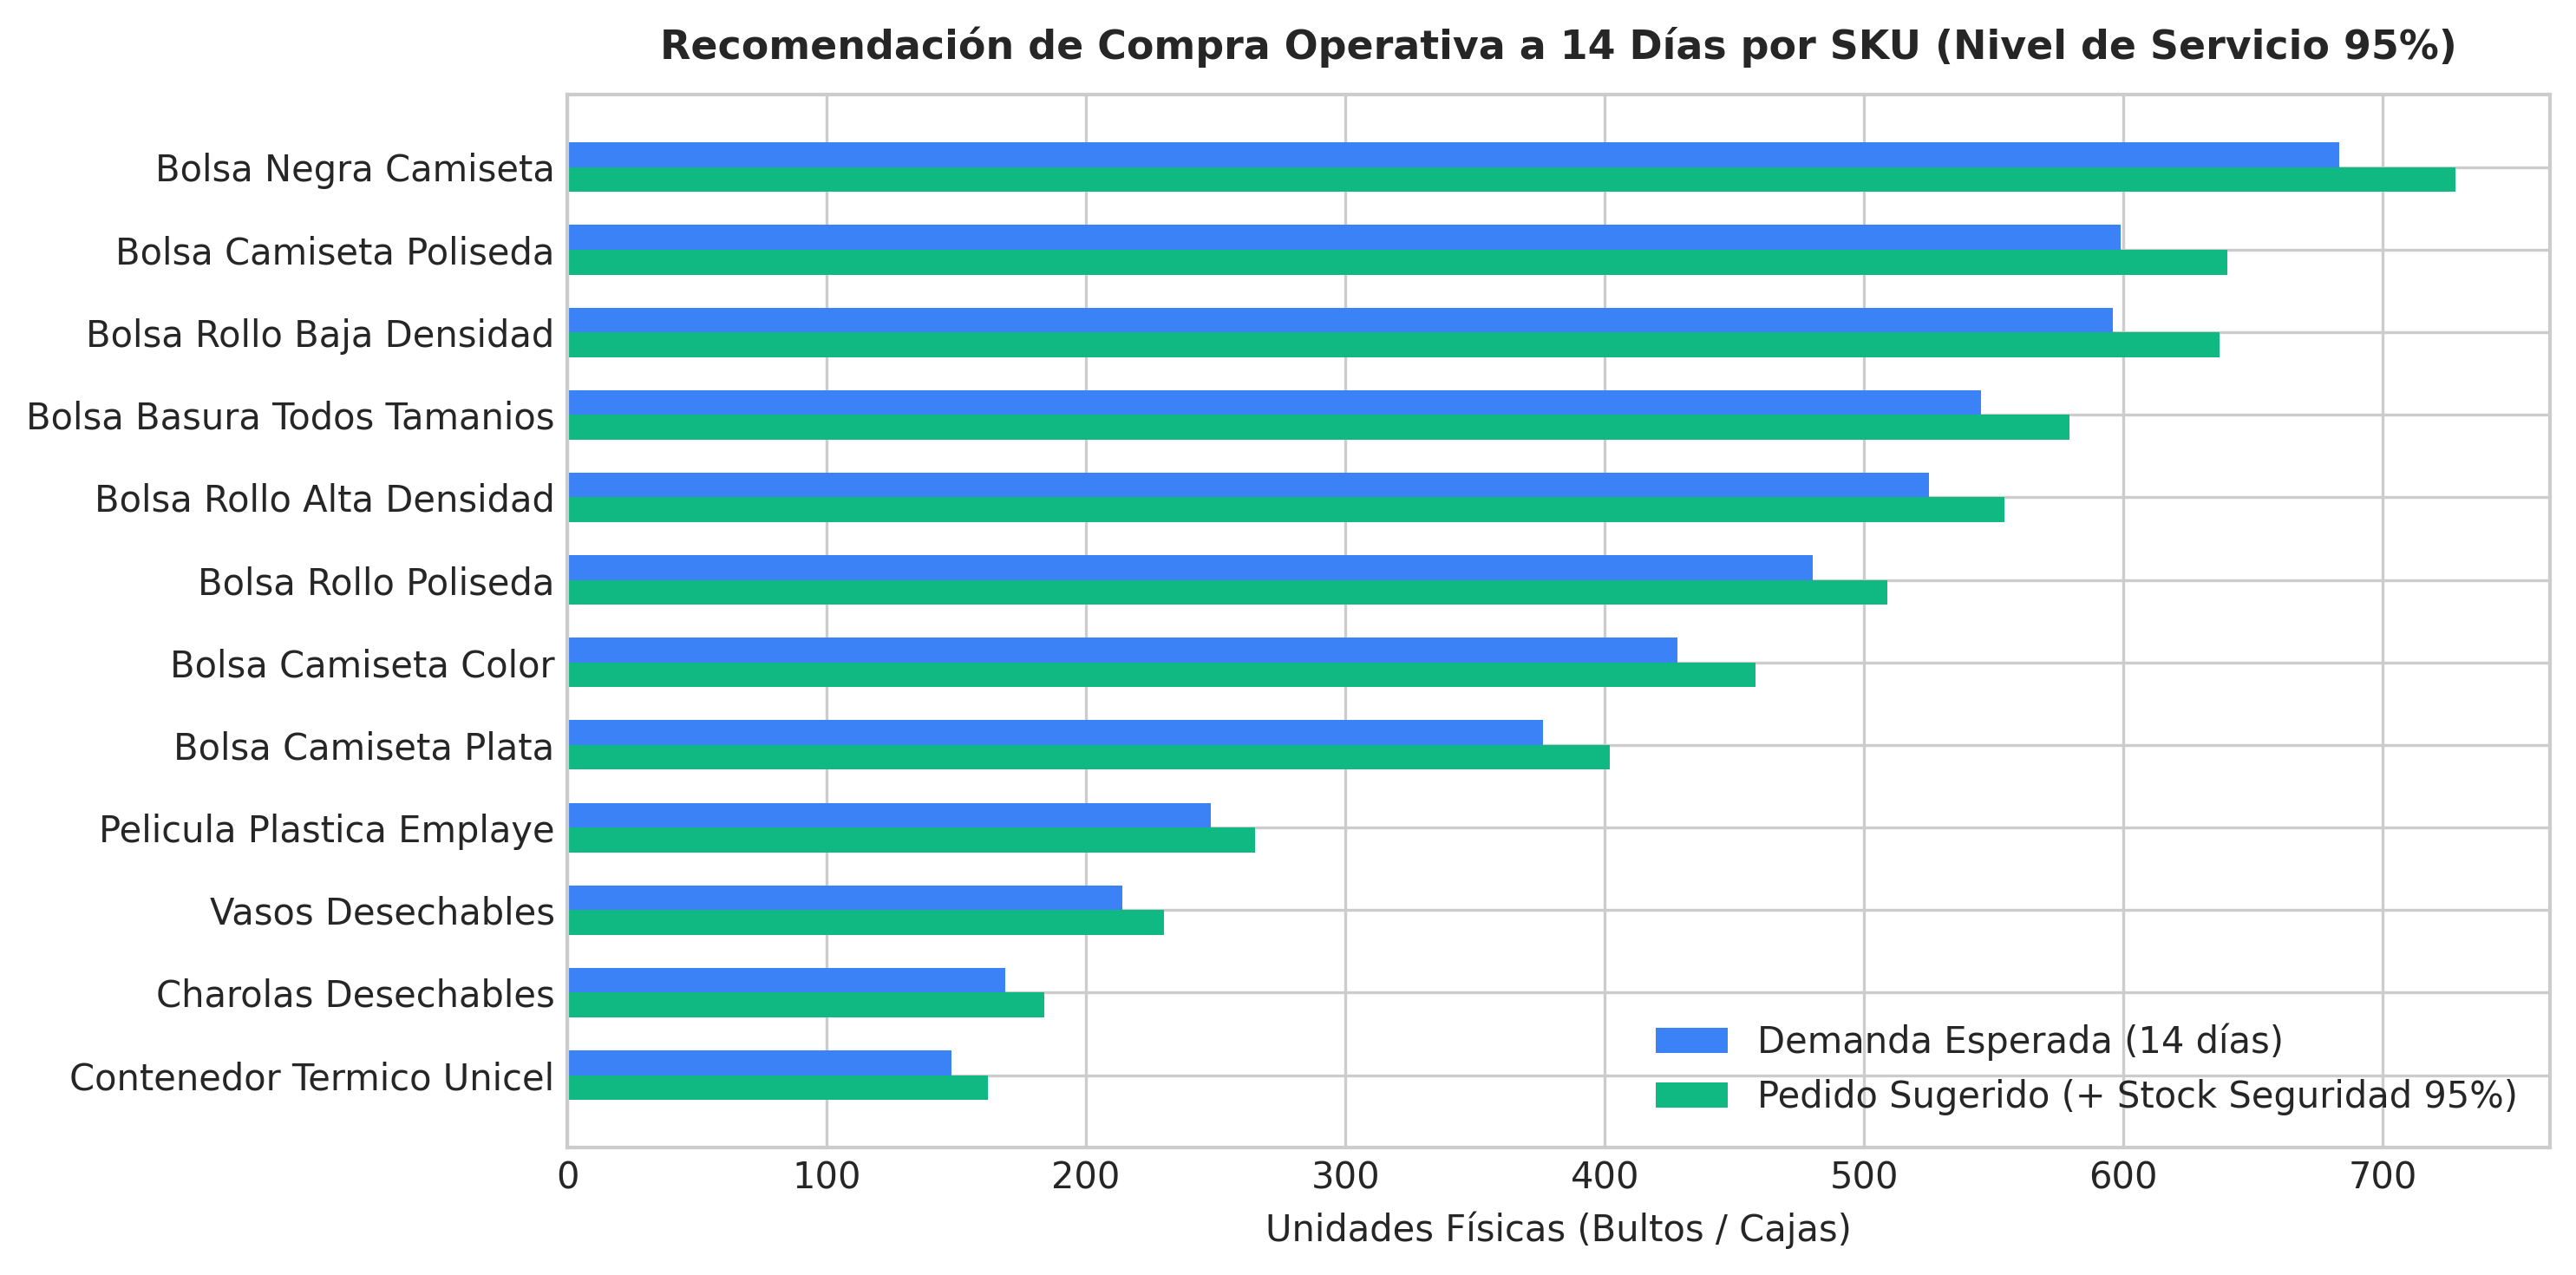 Recomendación de Compra Operativa a 14 Días por SKU (Nivel de Servicio 95%)
Bolsa Negra Camiseta
Bolsa Camiseta Poliseda
Bolsa Rollo Baja Densidad
Bolsa Basura Todos Tamanios
Bolsa Rollo Alta Densidad
Bolsa Rollo Poliseda
Bolsa Camiseta Color
Bolsa Camiseta Plata
Pelicula Plastica Emplaye
Vasos Desechables
Charolas Desechables
Contenedor Termico Unicel
Demanda Esperada (14 días)
Pedido Sugerido (+ Stock Seguridad 95%)
0 100 200 300 400 500 600 700
Unidades Físicas (Bultos / Cajas)